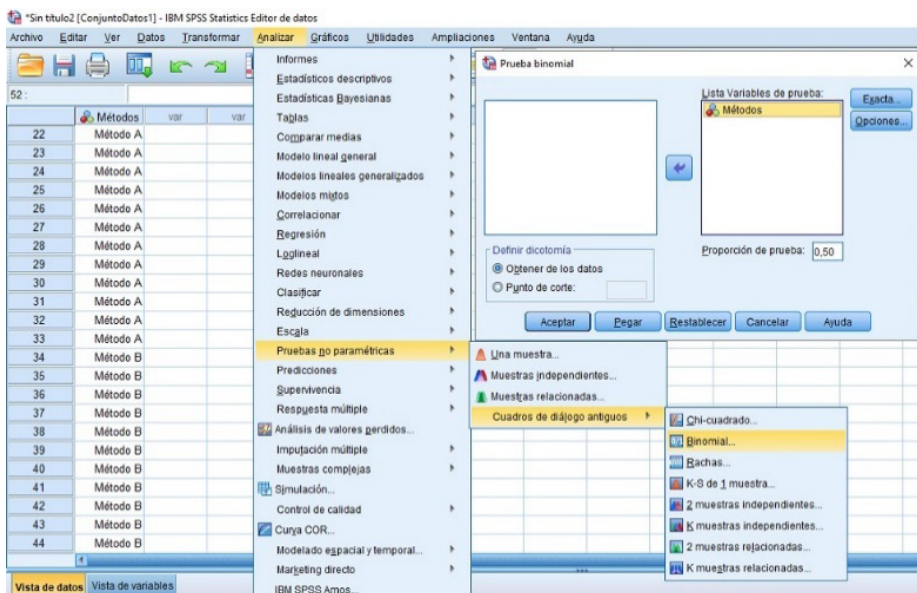 *Sin título2 [ConjuntoDatos1] - IBM SPSS Statistics Editor de datos
Archivo Editar Ver Datos Transformar Analizar Gráficos Utilidades Ampliaciones Ventana Ayuda
52 :
Métodos var var
22 Método A
23 Método A
24 Método A
25 Método A
26 Método A
27 Método A
28 Método A
29 Método A
30 Método A
31 Método A
32 Método A
33 Método A
34 Método B
35 Método B
36 Método B
37 Método B
38 Método B
39 Método B
40 Método B
41 Método B
42 Método B
43 Método B
44 Método B
Vista de datos Vista de variables
Informes
Estadísticos descriptivos
Estadísticas Bayesianas
Tablas
Comparar medias
Modelo lineal general
Modelos lineales generalizados
Modelos mixtos
Correlacionar
Regresión
Loglineal
Redes neuronales
Clasificar
Reducción de dimensiones
Escala
Pruebas no paramétricas
Predicciones
Supervivencia
Respuesta múltiple
Análisis de valores perdidos...
Imputación múltiple
Muestras complejas
Simulación...
Control de calidad
Curva COR...
Modelado espacial y temporal...
Marketing directo
IBM SPSS Amos...
Una muestra...
Muestras independientes...
Muestras relacionadas...
Cuadros de diálogo antiguos
Chi-cuadrado...
Binomial...
Rachas...
K-S de 1 muestra...
2 muestras independientes...
K muestras independientes...
2 muestras relacionadas...
K muestras relacionadas...
Prueba binomial
Lista Variables de prueba:
Métodos
Exacta...
Opciones...
Definir dicotomía
Obtener de los datos
Punto de corte:
Proporción de prueba: 0,50
Aceptar Pegar Restablecer Cancelar Ayuda